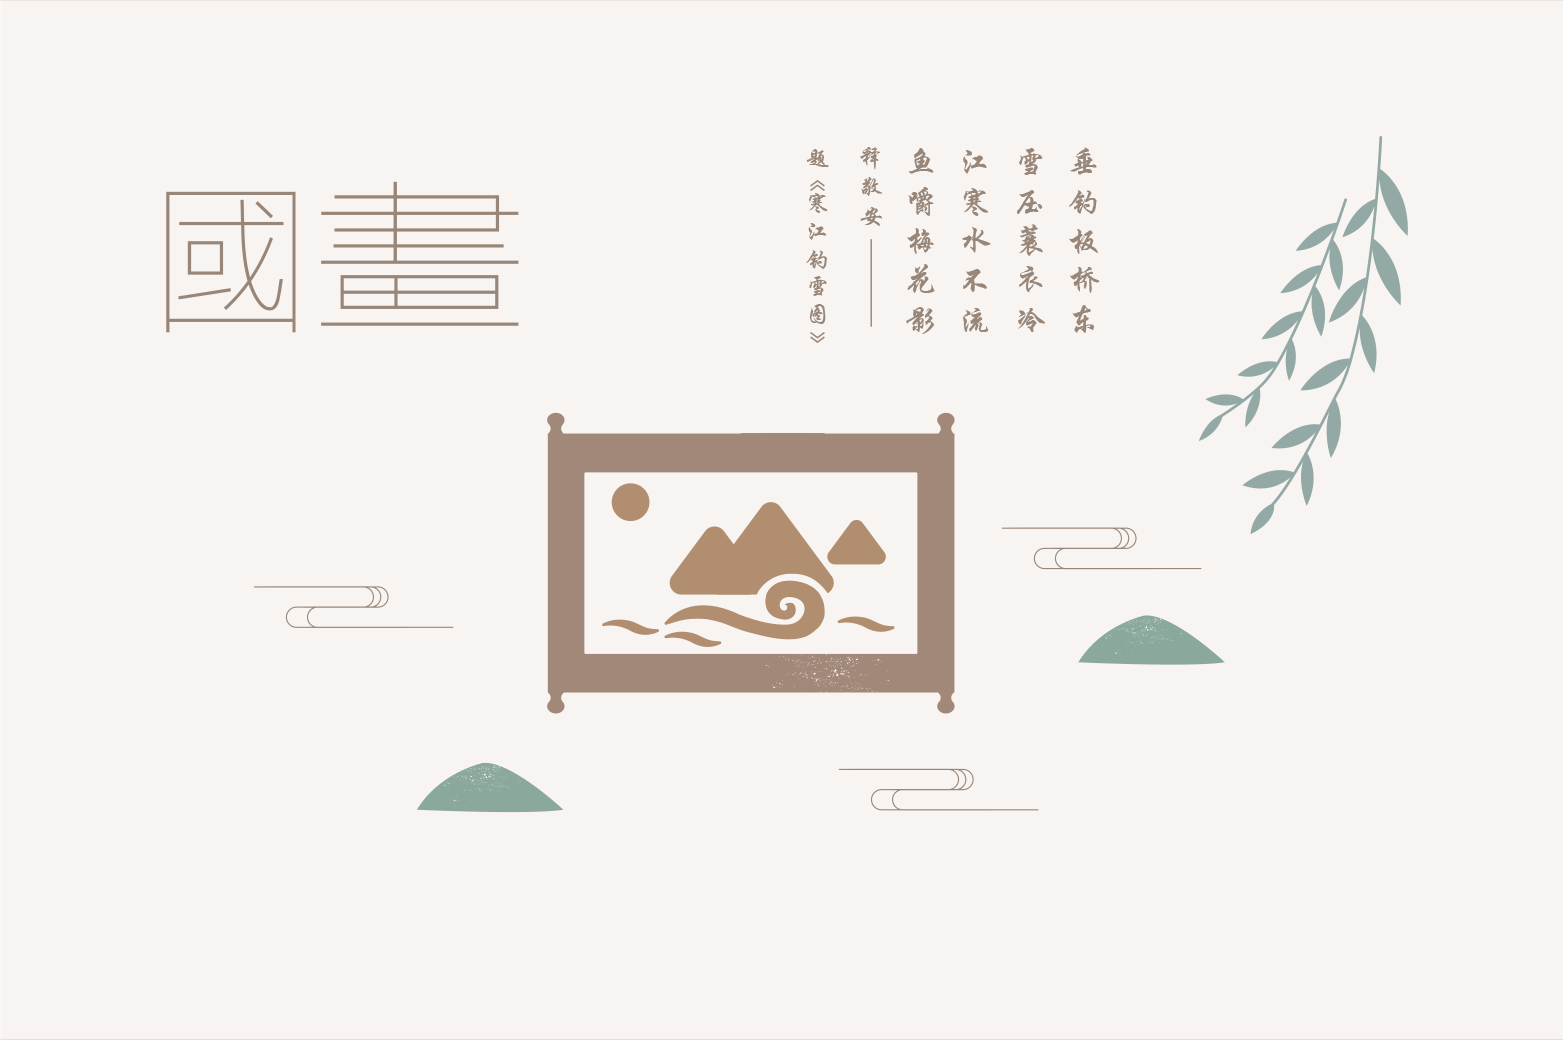 國畫
垂钓板桥东
雪压蓑衣冷
江寒水不流
鱼嚼梅花影
释敬安
题《寒江钓雪图》